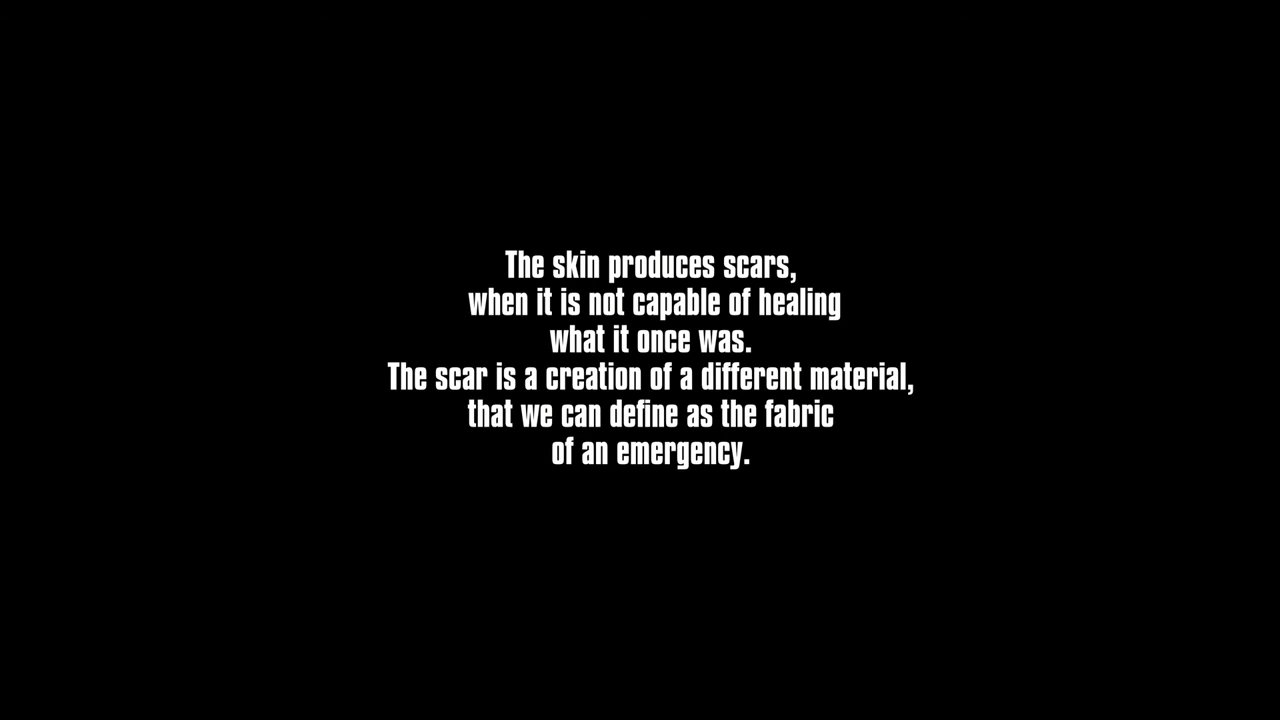 The skin produces scars,
when it is not capable of healing
what it once was.
The scar is a creation of a different material,
that we can define as the fabric
of an emergency.